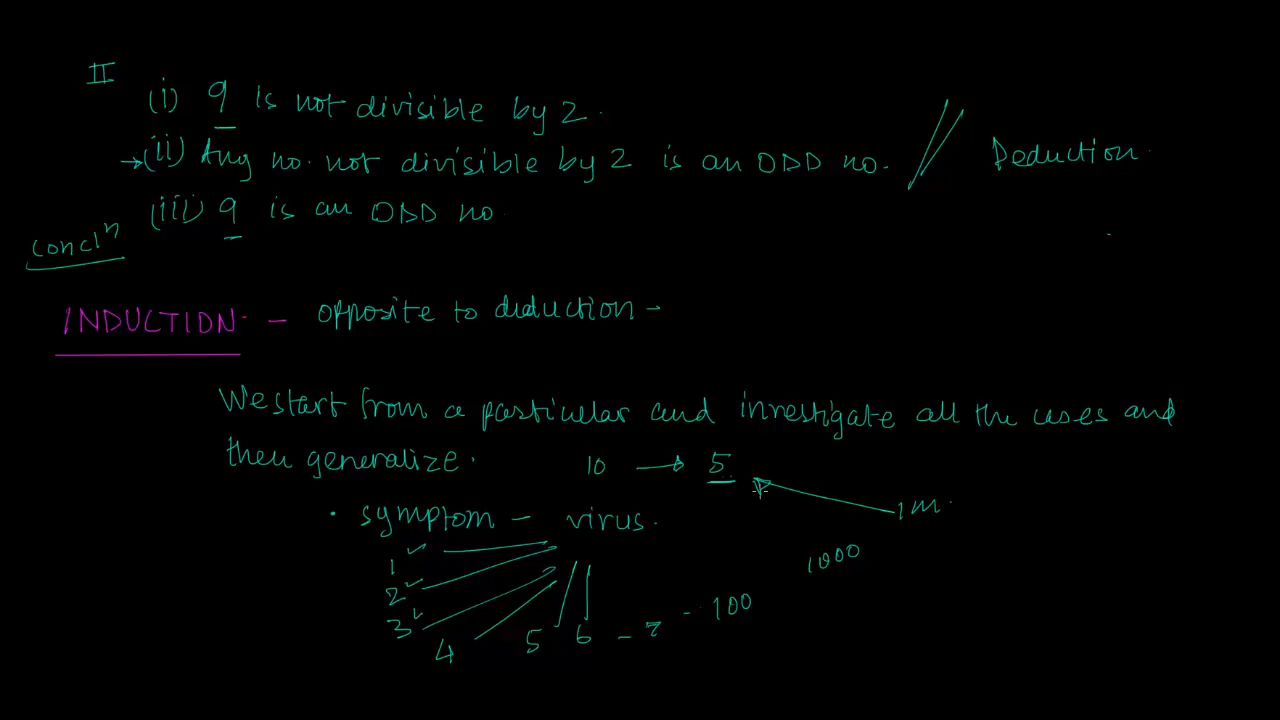 II
(i) 9 is not divisible by 2.
→(ii) Any no. not divisible by 2 is an ODD no. // Deduction.
(iii) 9 is an ODD no.
Conclⁿ
INDUCTION - opposite to deduction -
We start from a particular and investigate all the cases and
then generalize. 10 → 5.
1m.
• symptom - virus.
1000
1 ✓
2 ✓
3 ✓
- 100
4 5 6 - 7